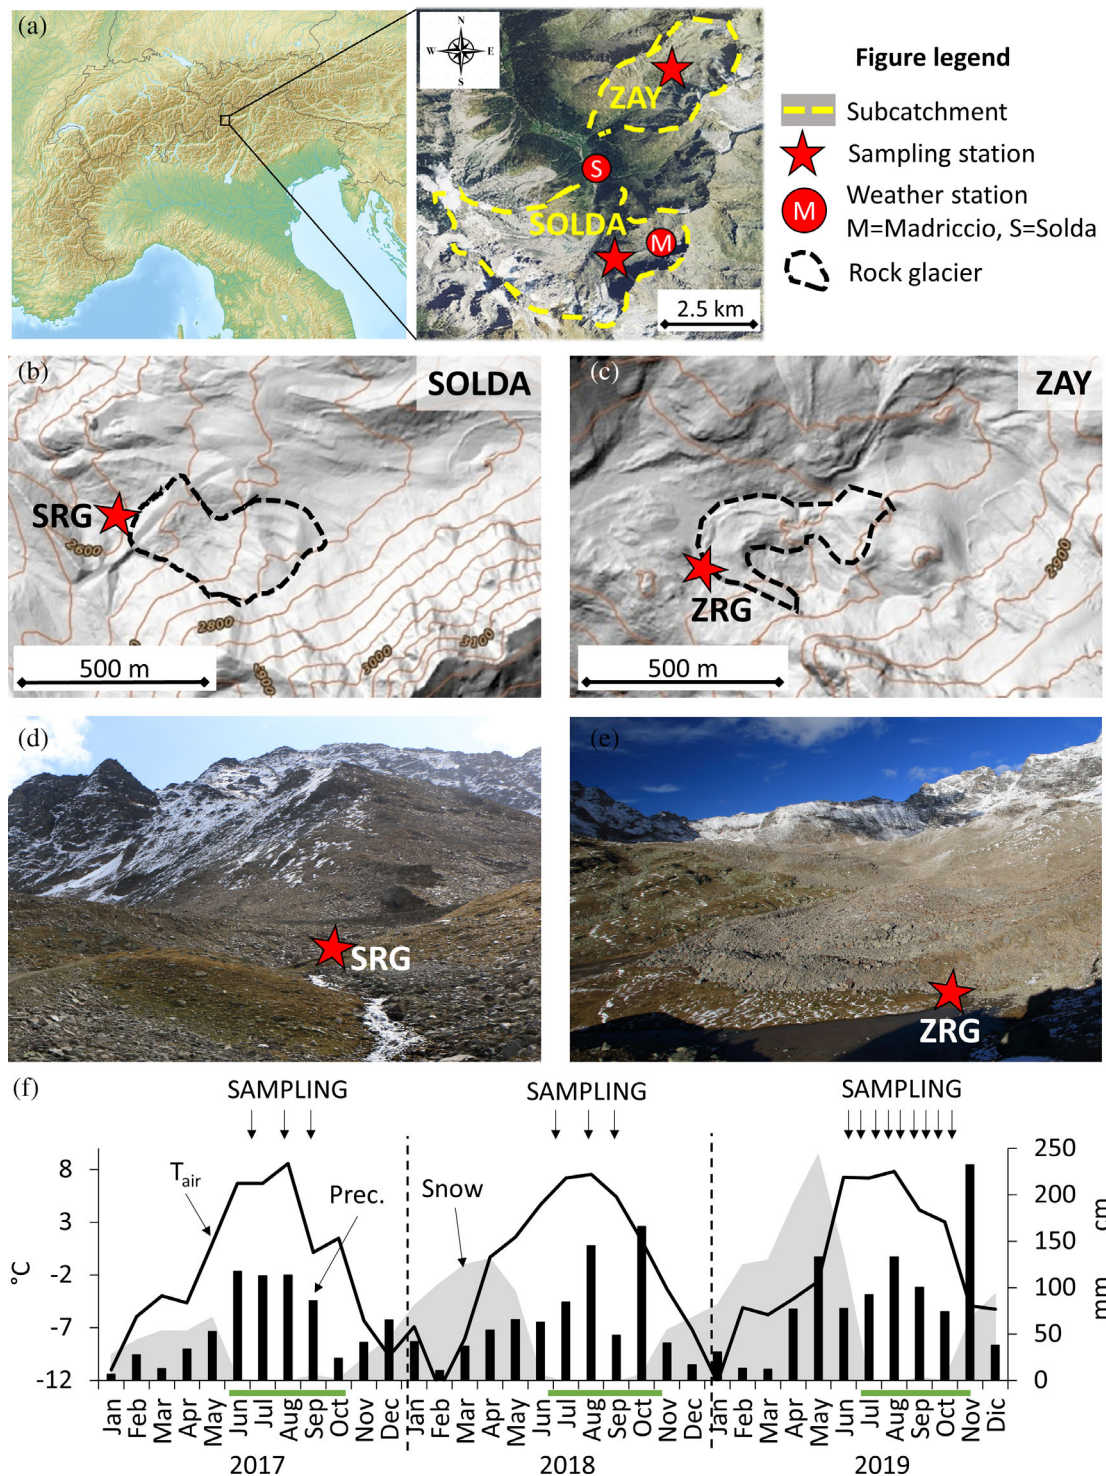 (a)
N
W
E
S
ZAY
S
SOLDA
M
2.5 km
Figure legend
Subcatchment
Sampling station
M
Weather station
M=Madriccio, S=Solda
Rock glacier
(b)
SOLDA
SRG
2600
2800
2900
3000
3100
500 m
(c)
ZAY
ZRG
2900
500 m
(d)
SRG
(e)
ZRG
(f)
SAMPLING
SAMPLING
SAMPLING
Tair
Prec.
Snow
°C
8
3
-2
-7
-12
250
200
150
100
50
0
mm cm
Jan Feb Mar Apr May Jun Jul Aug Sep Oct Nov Dec Jan Feb Mar Apr May Jun Jul Aug Sep Oct Nov Dec Jan Feb Mar Apr May Jun Jul Aug Sep Oct Nov Dic
2017
2018
2019